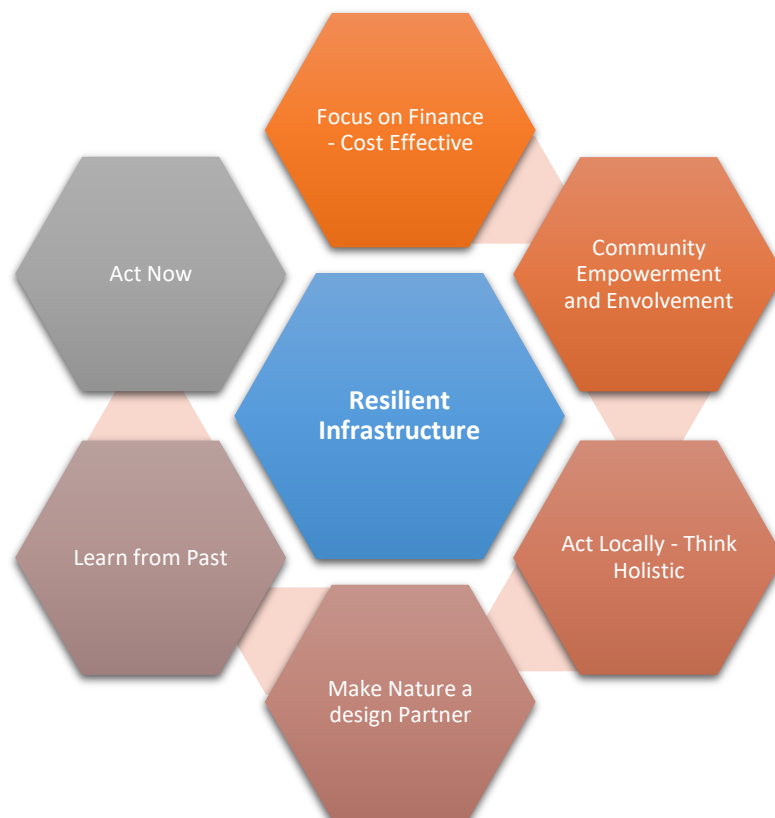 Focus on Finance
- Cost Effective
Community
Empowerment
and Envolvement
Act Locally - Think
Holistic
Make Nature a
design Partner
Learn from Past
Act Now
Resilient
Infrastructure